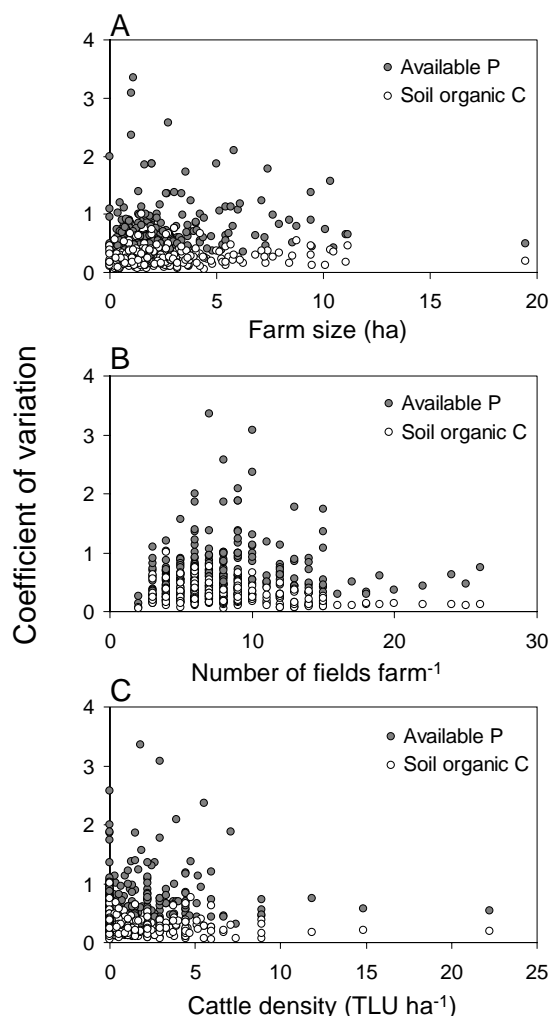 A
4
3
2
1
0
Available P
Soil organic C
0 5 10 15 20
Farm size (ha)
B
4
3
2
1
0
Available P
Soil organic C
0 10 20 30
Number of fields farm⁻¹
C
4
3
2
1
0
Available P
Soil organic C
0 5 10 15 20 25
Cattle density (TLU ha⁻¹)
Coefficient of variation